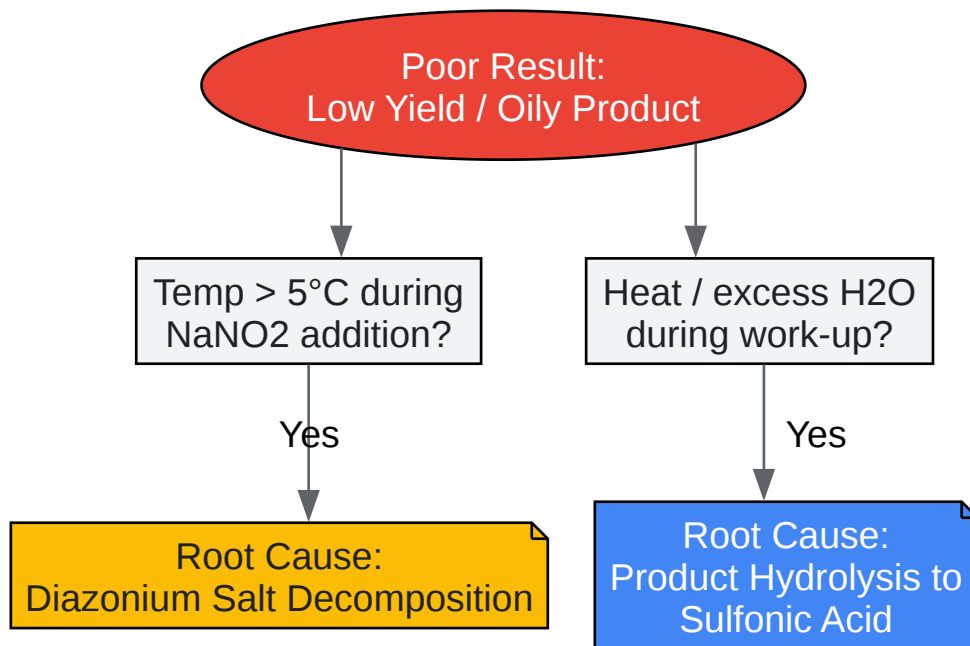 Poor Result:
Low Yield / Oily Product
Temp > 5°C during
NaNO2 addition?
Heat / excess H2O
during work-up?
Yes
Yes
Root Cause:
Diazonium Salt Decomposition
Root Cause:
Product Hydrolysis to
Sulfonic Acid